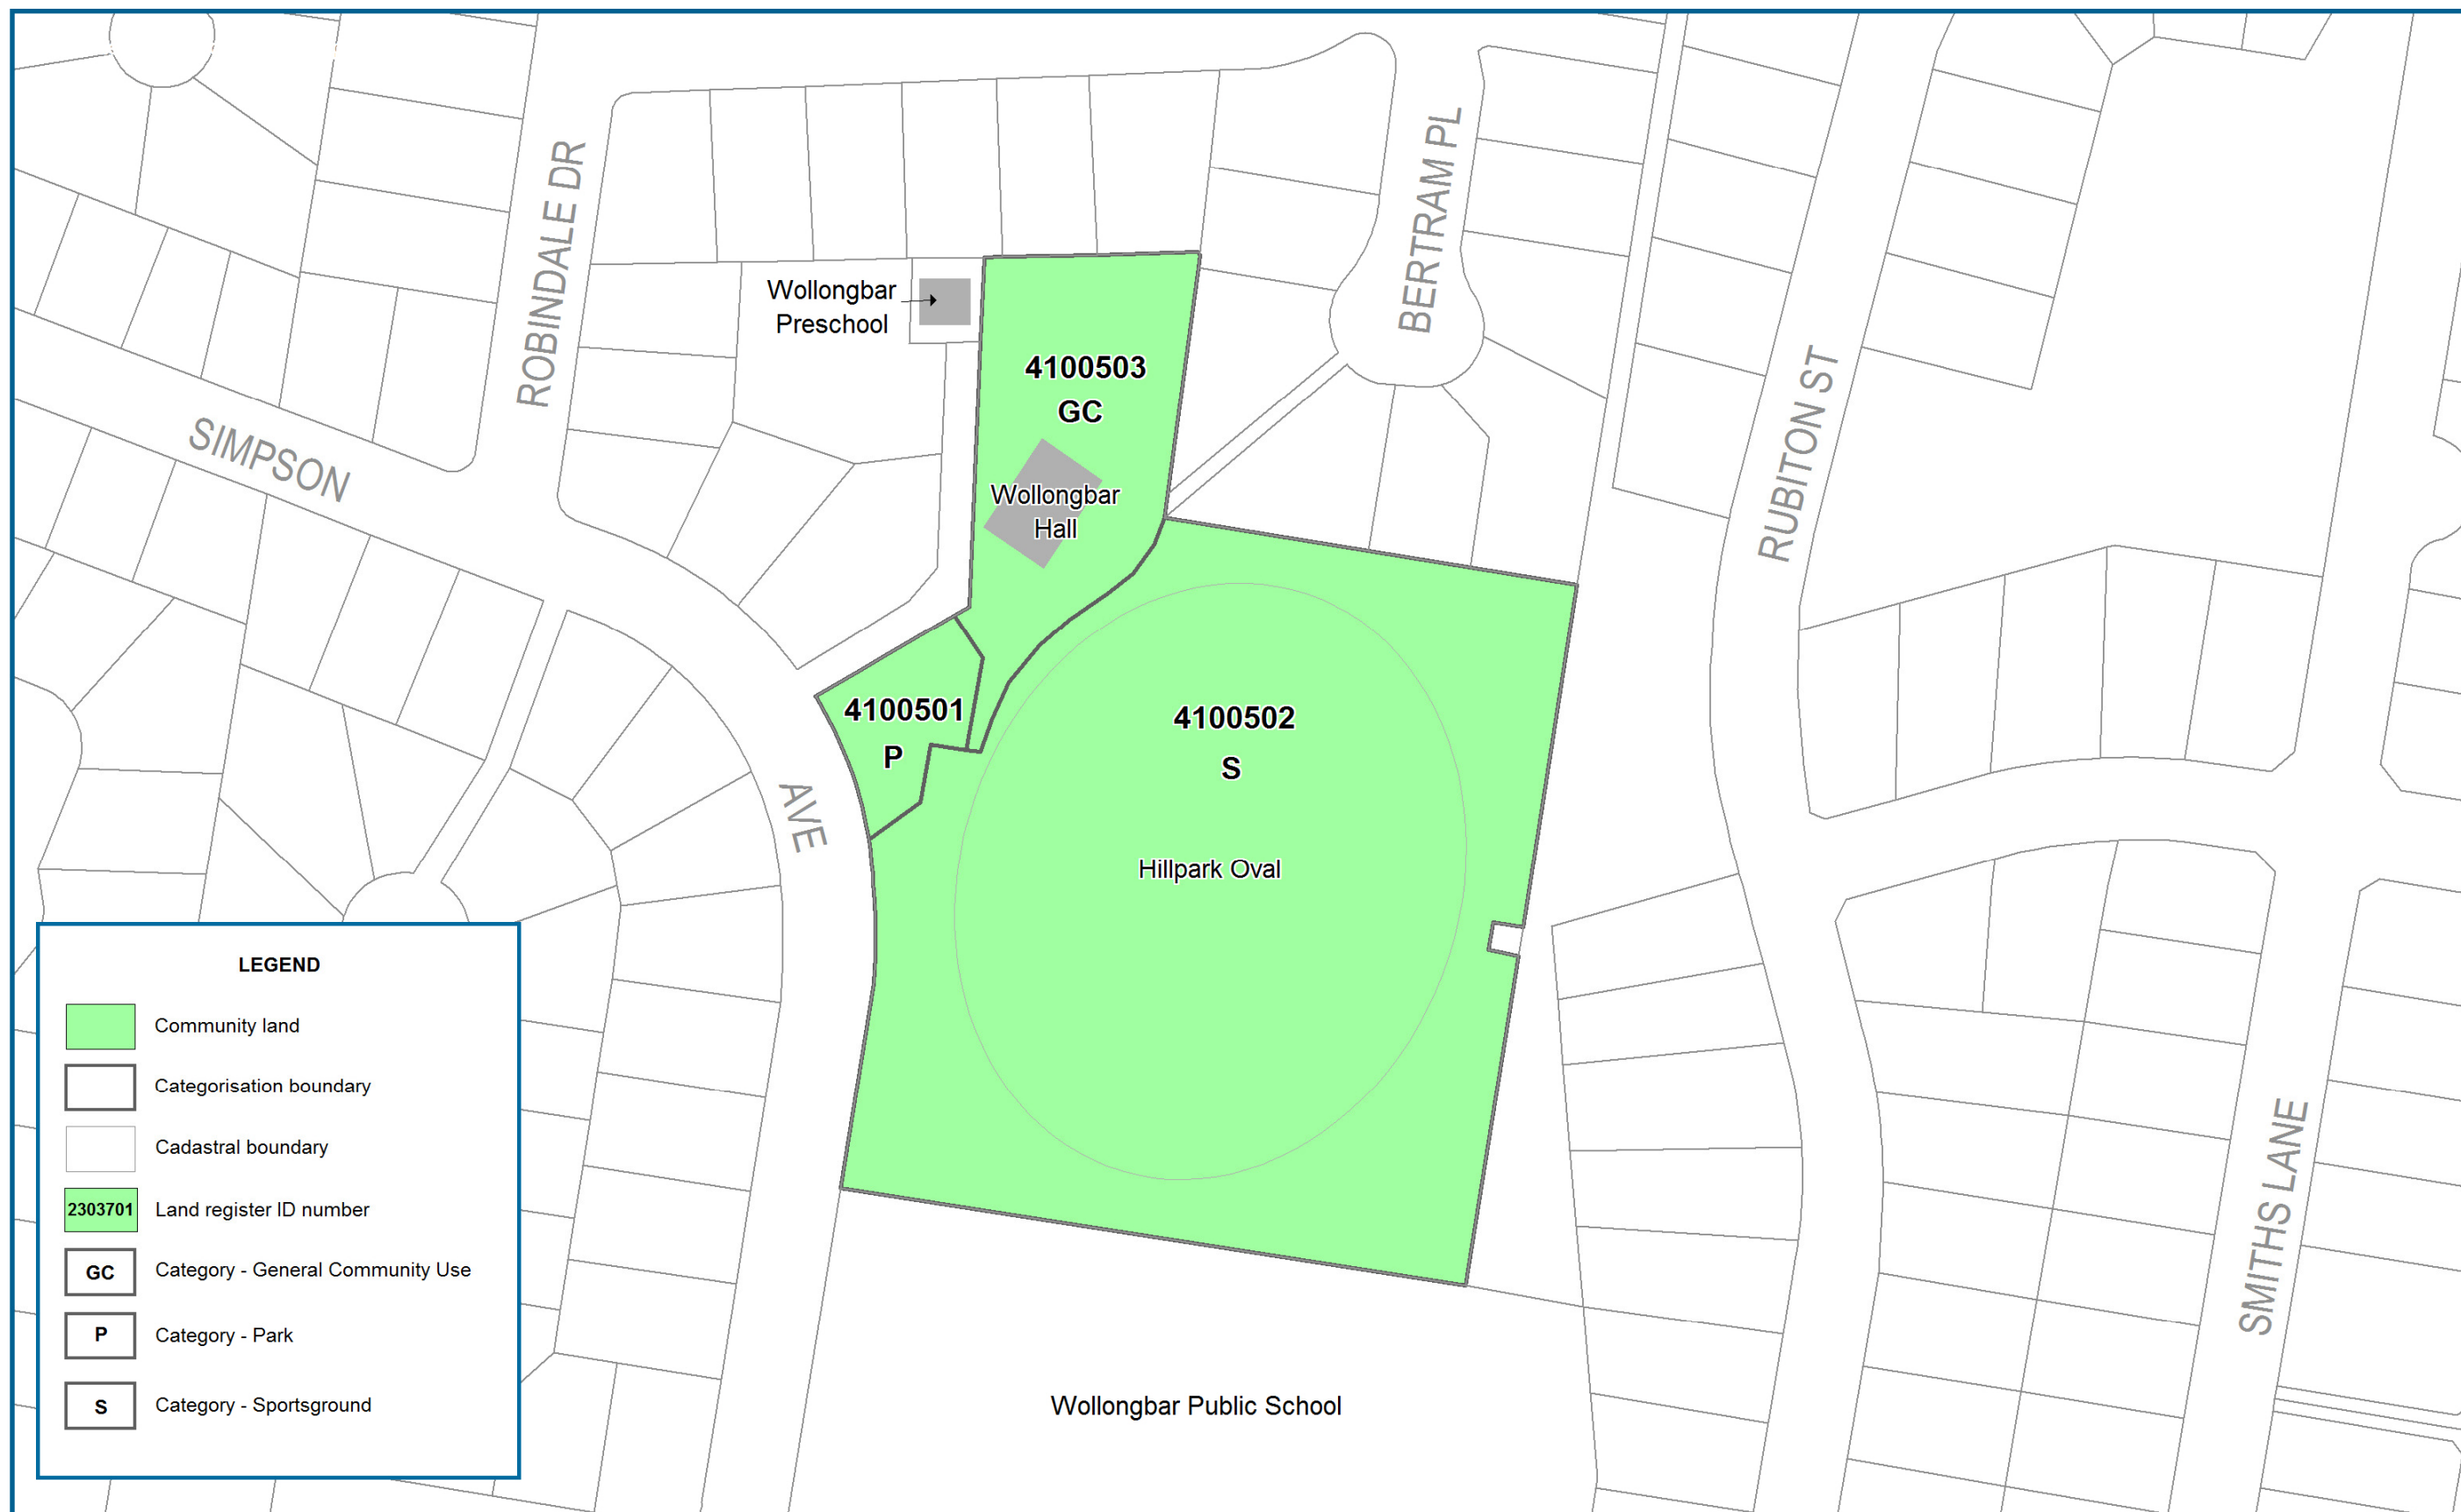 ROBINDALE DR
BERTRAM PL
Wollongbar
Preschool
4100503
GC
RUBITON ST
SIMPSON
Wollongbar
Hall
4100501
P
4100502
S
AVE
Hillpark Oval
LEGEND
Community land
Categorisation boundary
Cadastral boundary
2303701 Land register ID number
GC Category - General Community Use
P Category - Park
S Category - Sportsground
SMITHS LANE
Wollongbar Public School